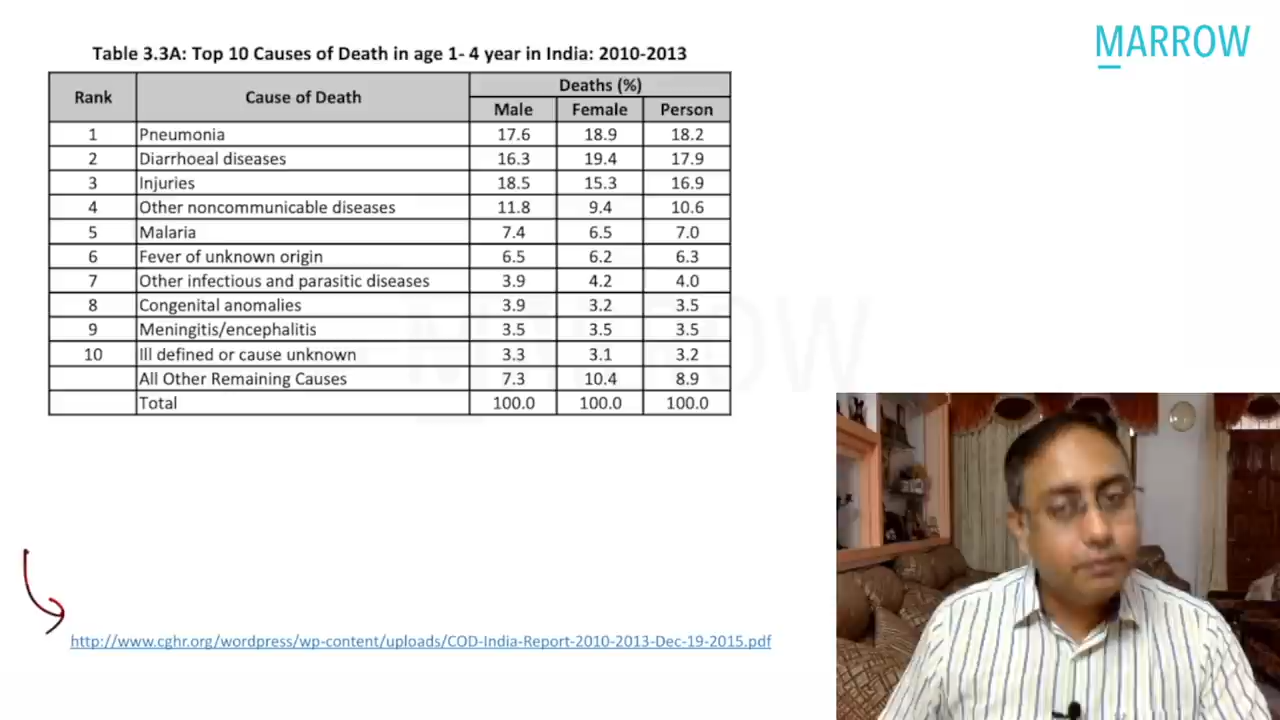 MARROW
Table 3.3A: Top 10 Causes of Death in age 1- 4 year in India: 2010-2013
Rank Cause of Death Deaths (%)
Male Female Person
1 Pneumonia 17.6 18.9 18.2
2 Diarrhoeal diseases 16.3 19.4 17.9
3 Injuries 18.5 15.3 16.9
4 Other noncommunicable diseases 11.8 9.4 10.6
5 Malaria 7.4 6.5 7.0
6 Fever of unknown origin 6.5 6.2 6.3
7 Other infectious and parasitic diseases 3.9 4.2 4.0
8 Congenital anomalies 3.9 3.2 3.5
9 Meningitis/encephalitis 3.5 3.5 3.5
10 Ill defined or cause unknown 3.3 3.1 3.2
All Other Remaining Causes 7.3 10.4 8.9
Total 100.0 100.0 100.0
MARROW
http://www.cghr.org/wordpress/wp-content/uploads/COD-India-Report-2010-2013-Dec-19-2015.pdf